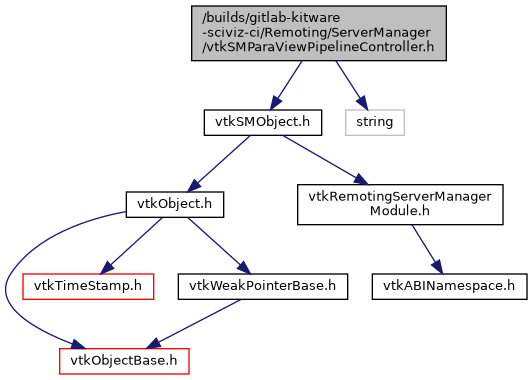 /builds/gitlab-kitware
-sciviz-ci/Remoting/ServerManager
/vtkSMParaViewPipelineController.h
vtkSMObject.h
string
vtkObject.h
vtkRemotingServerManager
Module.h
vtkTimeStamp.h
vtkWeakPointerBase.h
vtkABINamespace.h
vtkObjectBase.h